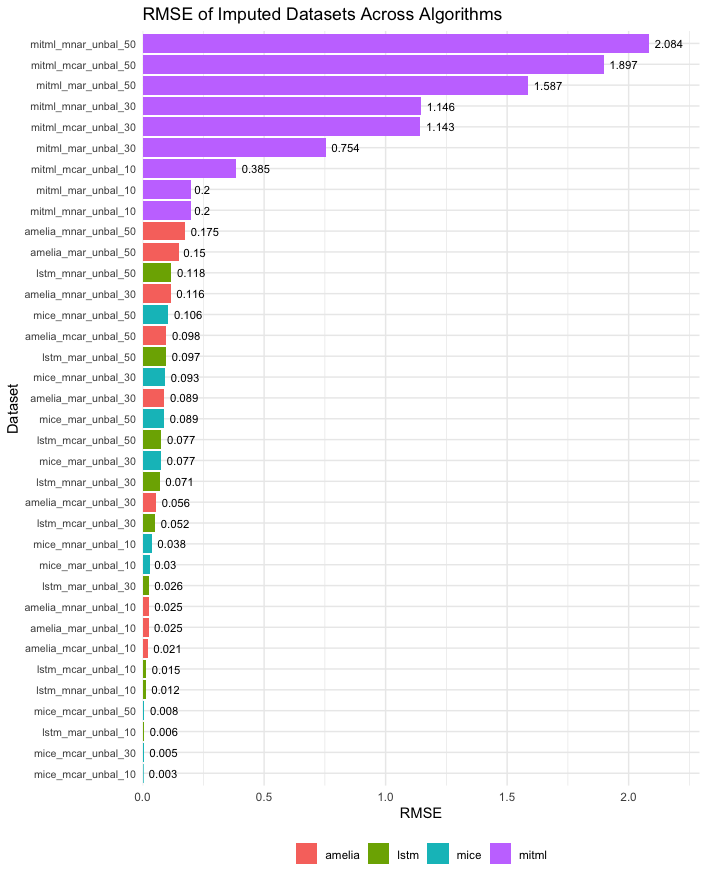 RMSE of Imputed Datasets Across Algorithms
mitml_mnar_unbal_50 2.084
mitml_mcar_unbal_50 1.897
mitml_mar_unbal_50 1.587
mitml_mnar_unbal_30 1.146
mitml_mcar_unbal_30 1.143
mitml_mar_unbal_30 0.754
mitml_mcar_unbal_10 0.385
mitml_mar_unbal_10 0.2
mitml_mnar_unbal_10 0.2
amelia_mnar_unbal_50 0.175
amelia_mar_unbal_50 0.15
lstm_mnar_unbal_50 0.118
amelia_mnar_unbal_30 0.116
mice_mnar_unbal_50 0.106
amelia_mcar_unbal_50 0.098
lstm_mar_unbal_50 0.097
mice_mnar_unbal_30 0.093
amelia_mar_unbal_30 0.089
mice_mar_unbal_50 0.089
lstm_mcar_unbal_50 0.077
mice_mar_unbal_30 0.077
lstm_mnar_unbal_30 0.071
amelia_mcar_unbal_30 0.056
lstm_mcar_unbal_30 0.052
mice_mnar_unbal_10 0.038
mice_mar_unbal_10 0.03
lstm_mar_unbal_30 0.026
amelia_mnar_unbal_10 0.025
amelia_mar_unbal_10 0.025
amelia_mcar_unbal_10 0.021
lstm_mcar_unbal_10 0.015
lstm_mnar_unbal_10 0.012
mice_mcar_unbal_50 0.008
lstm_mar_unbal_10 0.006
mice_mcar_unbal_30 0.005
mice_mcar_unbal_10 0.003
Dataset
0.0 0.5 1.0 1.5 2.0
RMSE
amelia lstm mice mitml